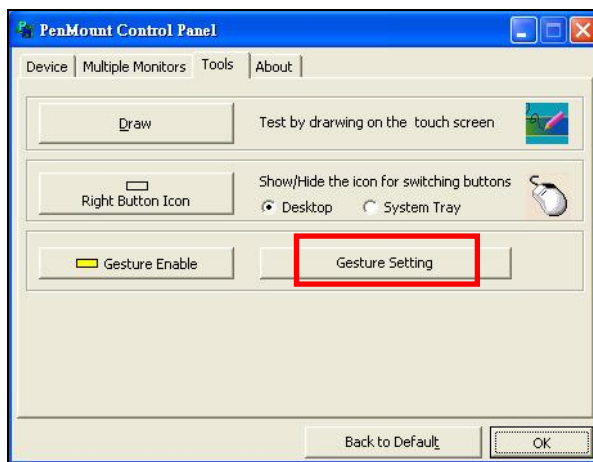 PenMount Control Panel
Device Multiple Monitors Tools About
Draw Test by drarwing on the touch screen
Right Button Icon Show/Hide the icon for switching buttons
Desktop System Tray
Gesture Enable Gesture Setting
Back to Default OK